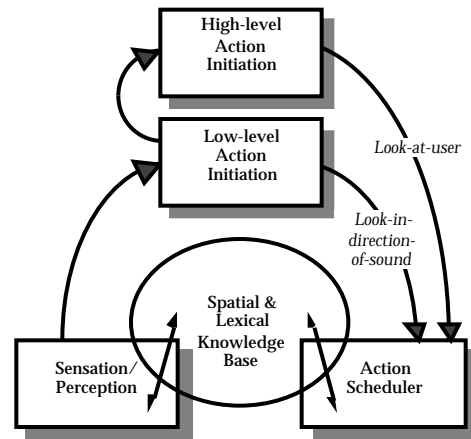 High-level
Action
Initiation
Low-level
Action
Initiation
Look-at-user
Look-in-
direction-
of-sound
Spatial &
Lexical
Knowledge
Base
Sensation/
Perception
Action
Scheduler